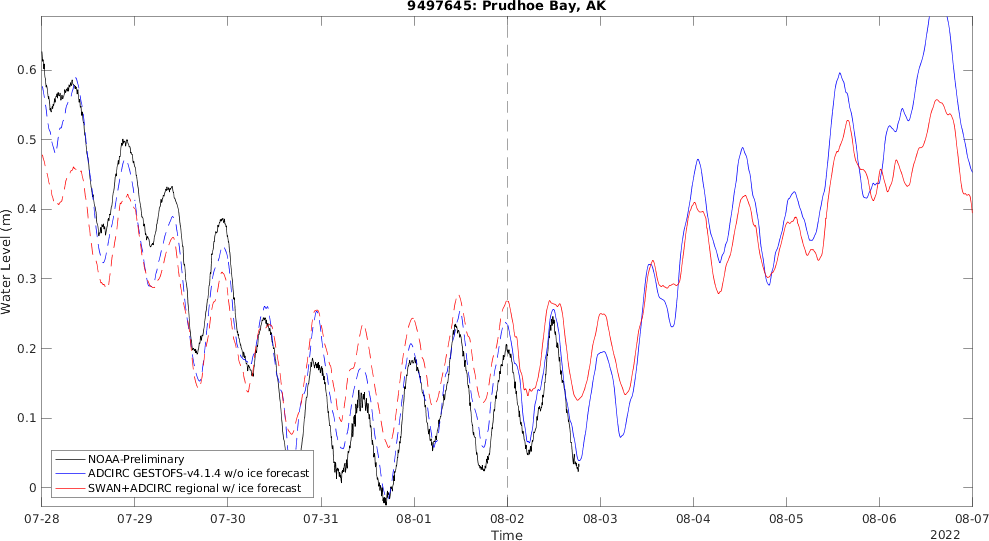 9497645: Prudhoe Bay, AK
Water Level (m)
0.6
0.5
0.4
0.3
0.2
0.1
0
NOAA-Preliminary
ADCIRC GESTOFS-v4.1.4 w/o ice forecast
SWAN+ADCIRC regional w/ ice forecast
07-28 07-29 07-30 07-31 08-01 08-02 08-03 08-04 08-05 08-06 08-07
Time
2022